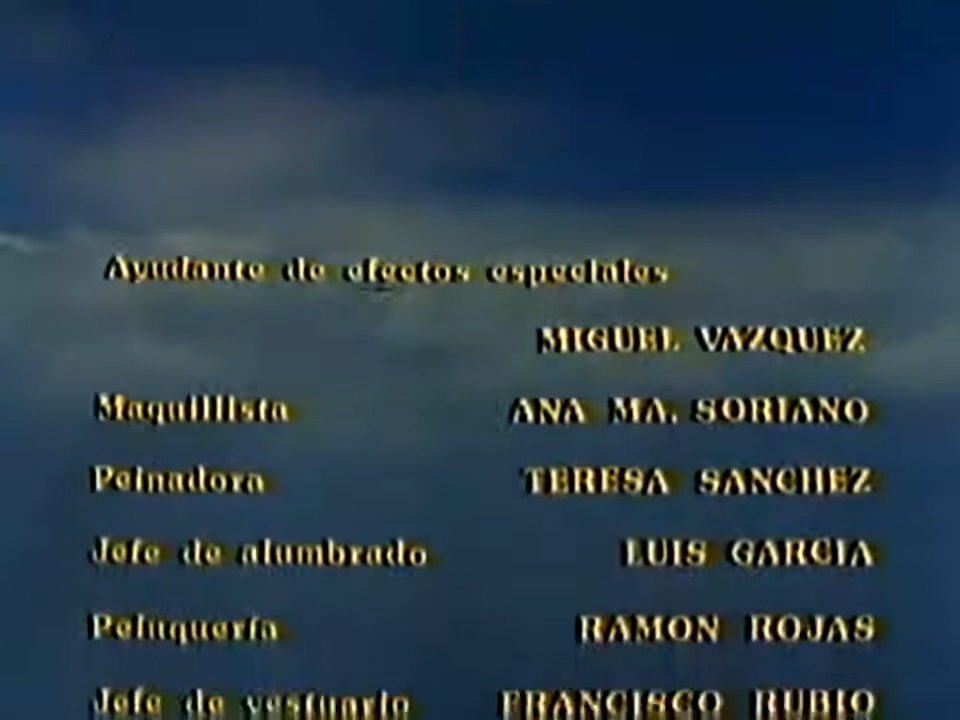 Ayudante de efectos especiales
MIGUEL VAZQUEZ
Maquillista ANA MA. SORIANO
Peinadora TERESA SANCHEZ
Jefe de alumbrado LUIS GARCIA
Peluquería RAMON ROJAS
Jefe de vestuario FRANCISCO RUBIO